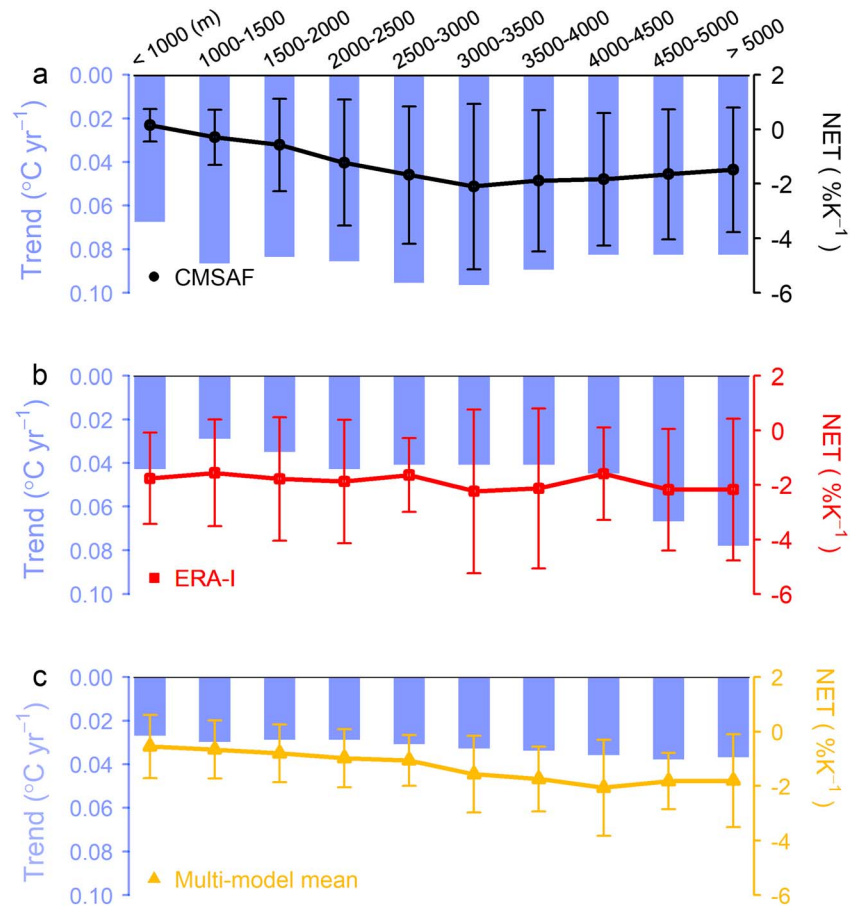 < 1000 (m) 1000-1500 1500-2000 2000-2500 2500-3000 3000-3500 3500-4000 4000-4500 4500-5000 > 5000
a
Trend (°C yr⁻¹)
0.00
0.02
0.04
0.06
0.08
0.10
CMSAF
2
0
-2
-4
-6
NET ( %K⁻¹)
b
Trend (°C yr⁻¹)
0.00
0.02
0.04
0.06
0.08
0.10
ERA-I
2
0
-2
-4
-6
NET ( %K⁻¹)
c
Trend (°C yr⁻¹)
0.00
0.02
0.04
0.06
0.08
0.10
Multi-model mean
2
0
-2
-4
-6
NET ( %K⁻¹)